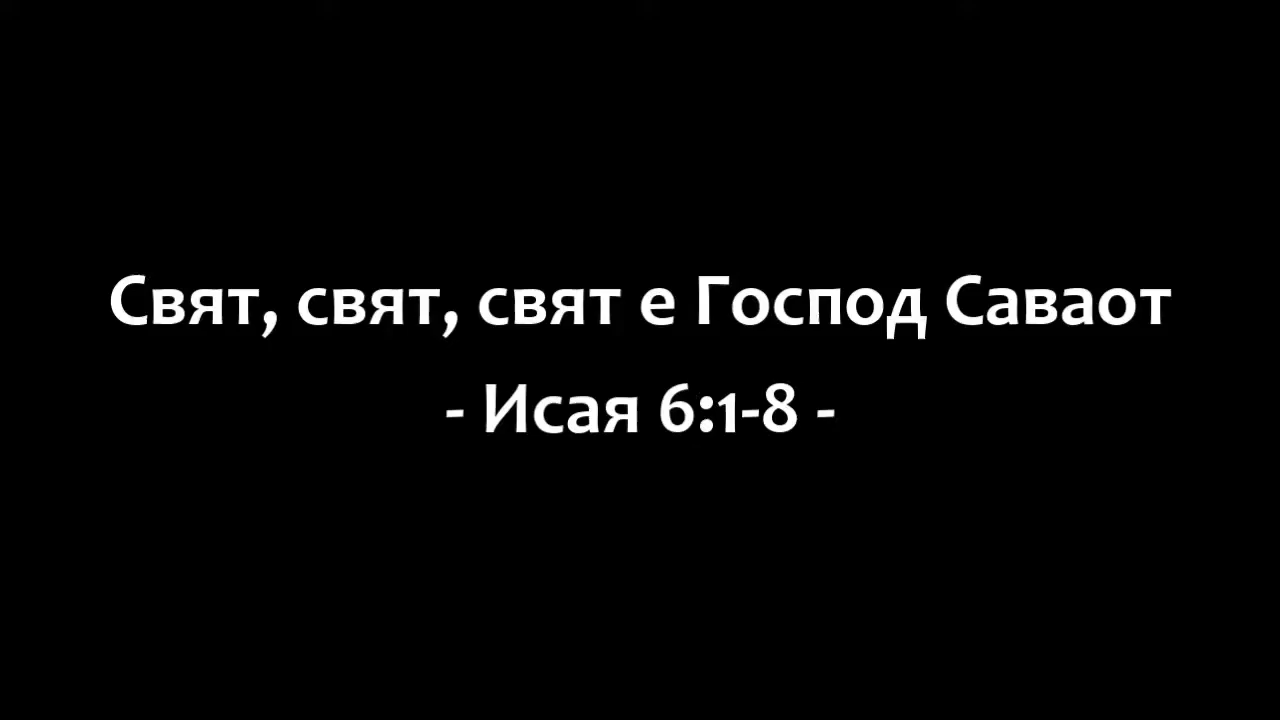 Свят, свят, свят е Господ Саваот
- Исая 6:1-8 -